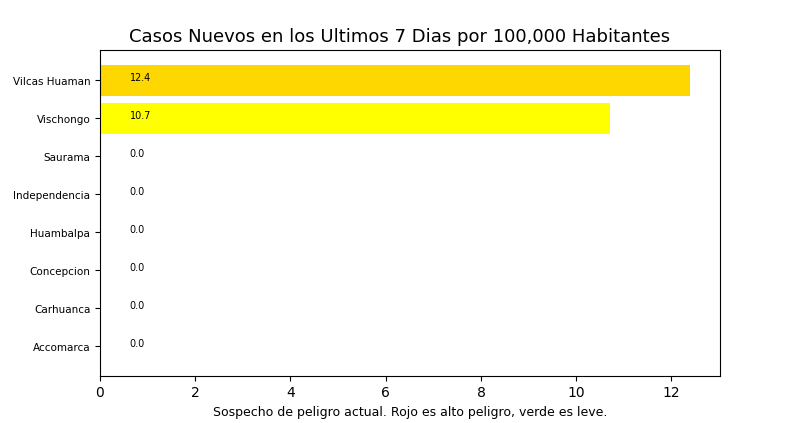 Casos Nuevos en los Ultimos 7 Dias por 100,000 Habitantes
Vilcas Huaman 12.4
Vischongo 10.7
Saurama 0.0
Independencia 0.0
Huambalpa 0.0
Concepcion 0.0
Carhuanca 0.0
Accomarca 0.0
0 2 4 6 8 10 12
Sospecho de peligro actual. Rojo es alto peligro, verde es leve.